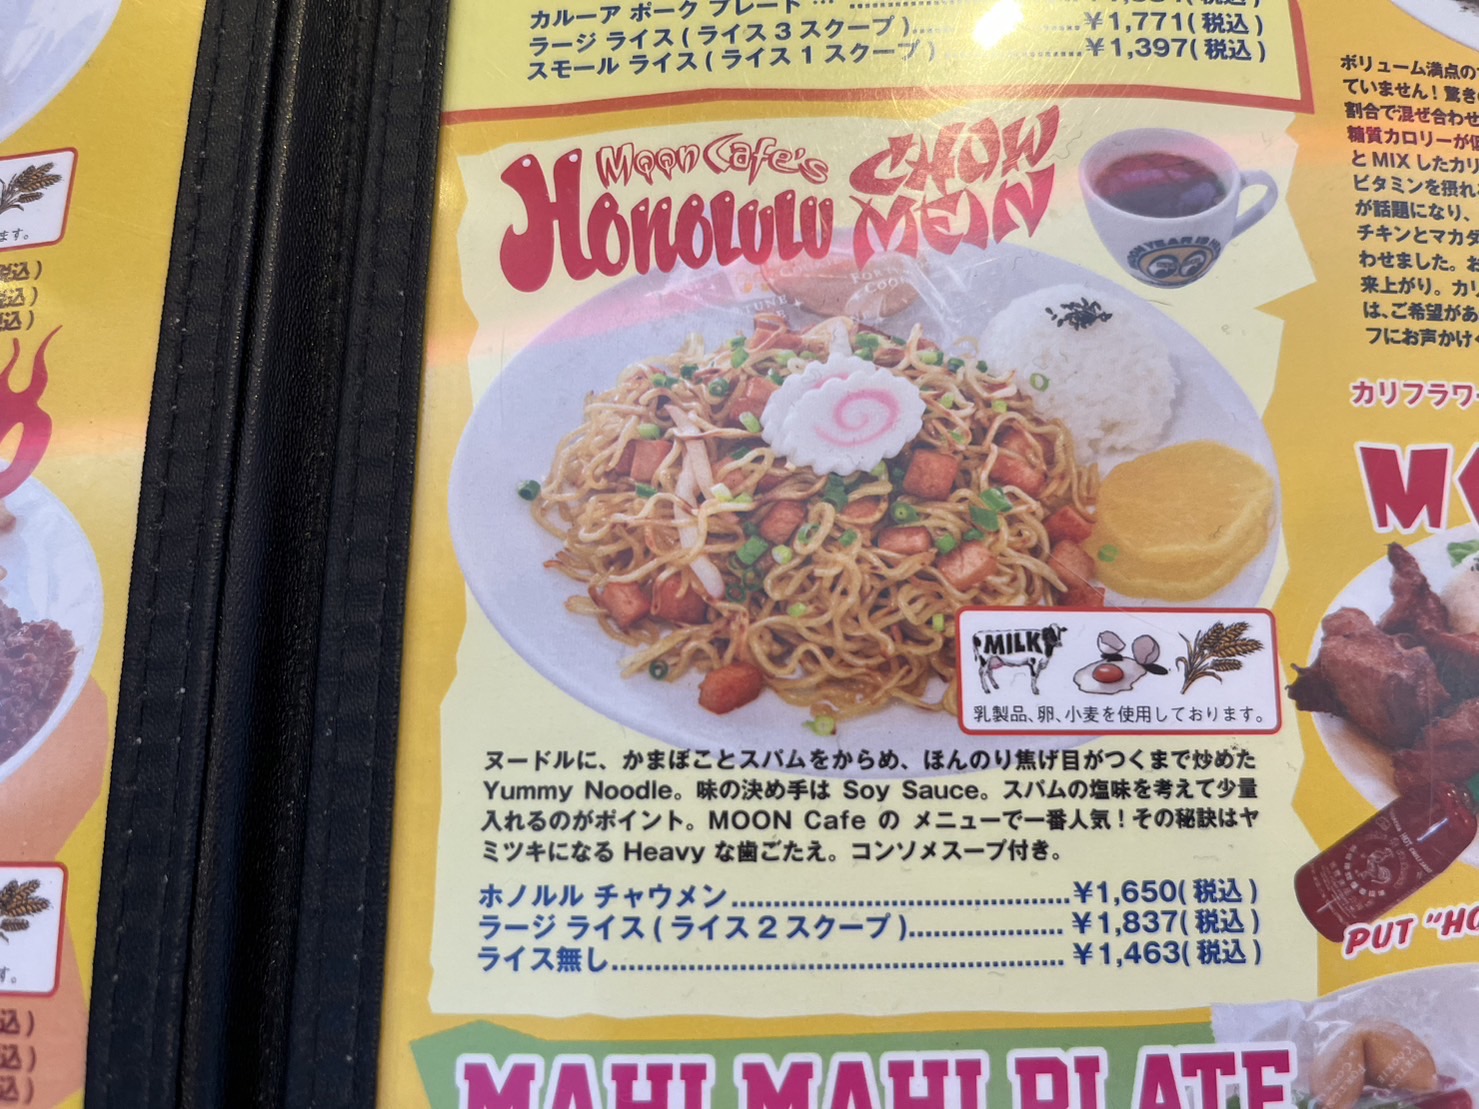 カルーア ポーク プレート …
ラージ ライス ( ライス 3 スクープ )............¥1,771( 税込 )
スモール ライス ( ライス 1 スクープ )............¥1,397( 税込 )
Moon Cafe's
HONOLULU CHOW MEIN
MILK
乳製品、卵、小麦を使用しております。
ヌードルに、かまぼことスパムをからめ、ほんのり焦げ目がつくまで炒めた
Yummy Noodle。味の決め手は Soy Sauce。スパムの塩味を考えて少量
入れるのがポイント。MOON Cafe の メニューで一番人気！その秘訣はヤ
ミツキになる Heavy な歯ごたえ。コンソメスープ付き。
ホノルル チャウメン............¥1,650( 税込 )
ラージ ライス ( ライス 2 スクープ )............¥1,837( 税込 )
ライス無し............¥1,463( 税込 )
MAHI MAHI PLATE
ボリューム満点の
ていません！驚き
割合で混ぜ合わせ
糖質カロリーが低
と MIX したカリ
ビタミンを摂れ
が話題になり、
チキンとマカダ
わせました。お
来上がり。カリ
は、ご希望があ
フにお声かけ
カリフラワ
PUT "HO